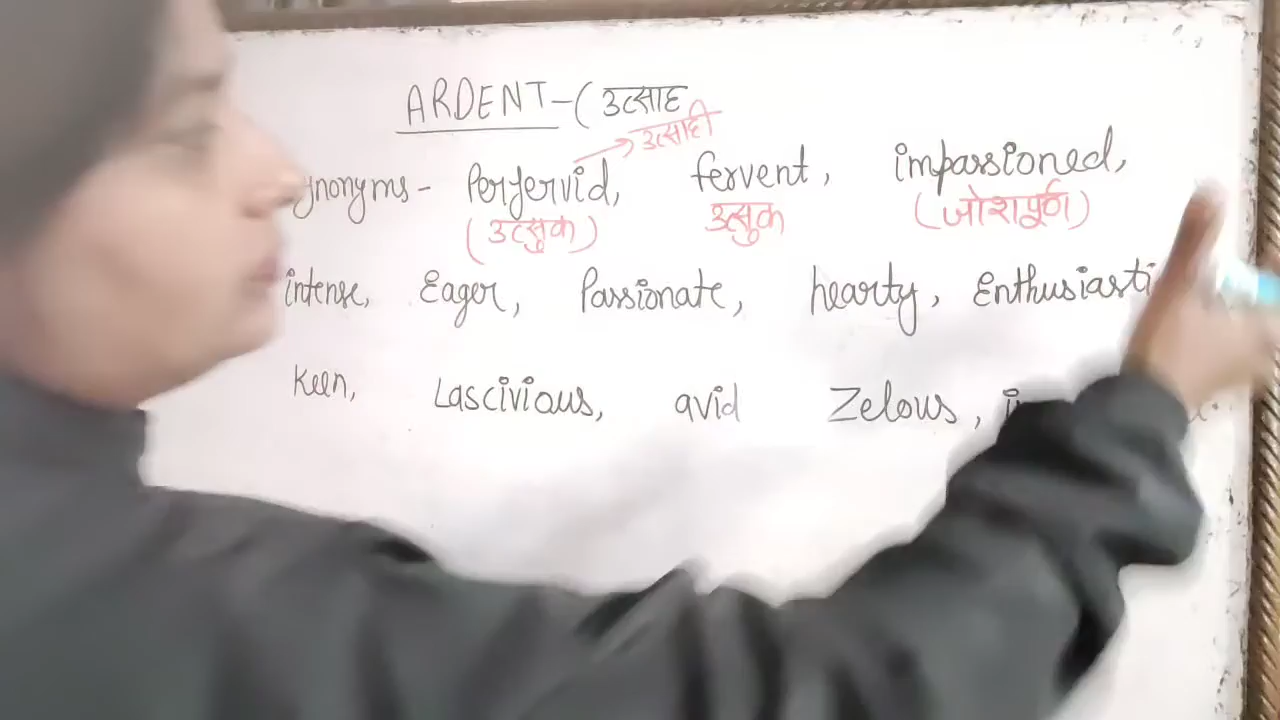 ARDENT-(उत्साह
उत्साही
ynonyms- Perfervid, fervent, impassioned,
(उत्सुक) उत्सुक (जोशपूर्ण)
intense, Eager, Passionate, hearty, Enthusiasti
Keen, Lascivious, avid Zelous,